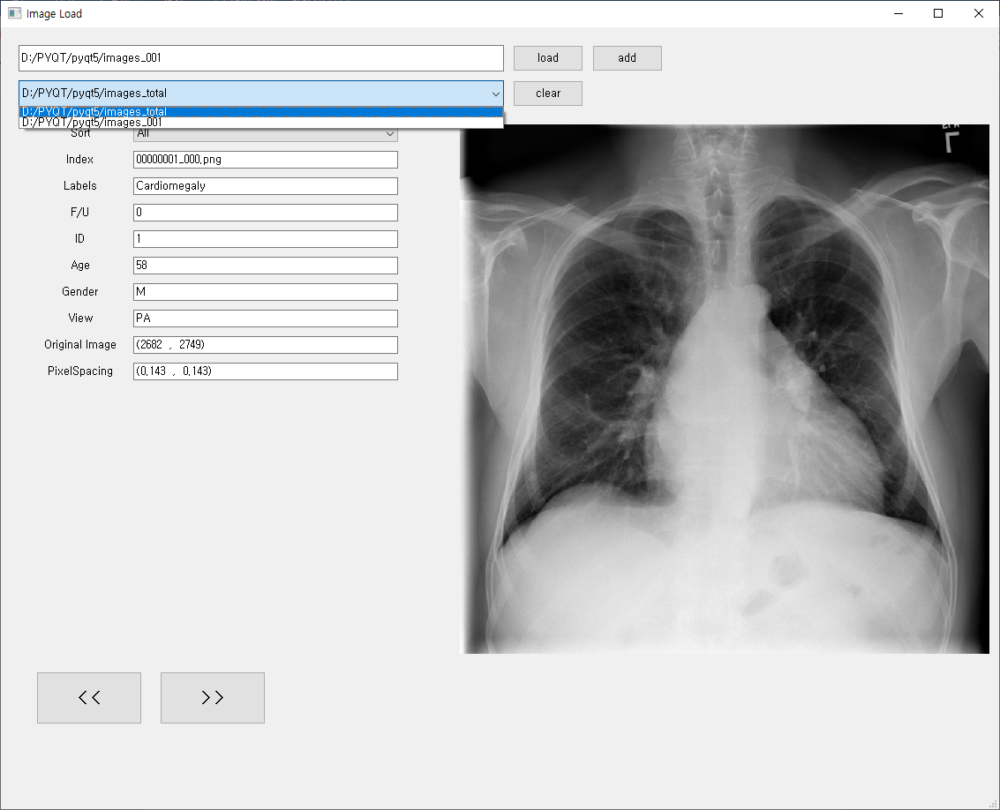 Image Load
D:/PYQT/pyqt5/images_001
load
add
D:/PYQT/pyqt5/images_total
clear
D:/PYQT/pyqt5/images_total
D:/PYQT/pyqt5/images_001
Sort
All
Index
00000001_000.png
Labels
Cardiomegaly
F/U
0
ID
1
Age
58
Gender
M
View
PA
Original Image
(2682 , 2749)
PixelSpacing
(0.143 , 0.143)
L
<<
>>